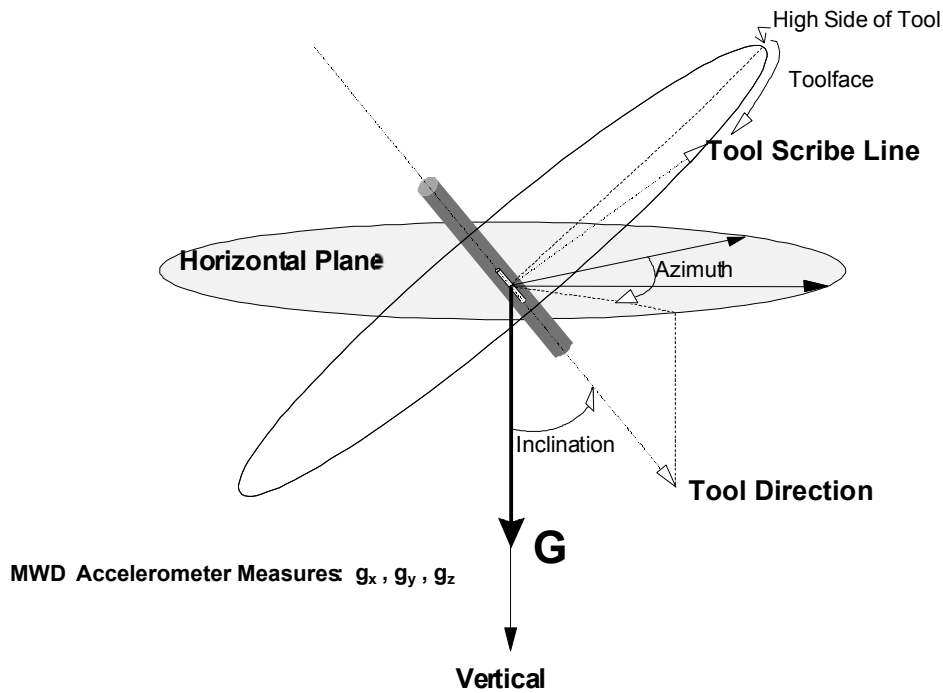 High Side of Tool
Toolface
Tool Scribe Line
Horizontal Plane
Azimuth
Inclination
Tool Direction
G
MWD Accelerometer Measures: gx , gy , gz
Vertical